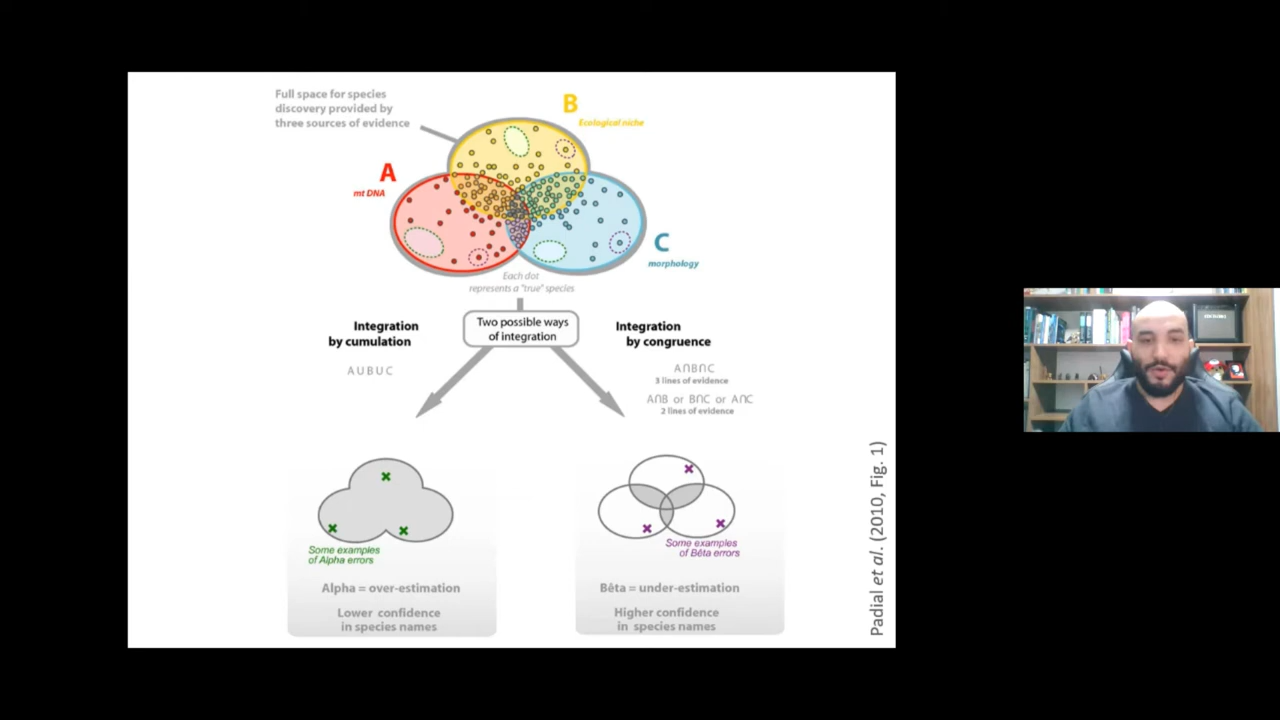 Full space for species
discovery provided by
three sources of evidence
B
Ecological niche
A
mt DNA
C
morphology
Each dot
represents a "true" species
Integration
by cumulation
A U B U C
Two possible ways
of integration
Integration
by congruence
A∩B∩C
3 lines of evidence
A∩B or B∩C or A∩C
2 lines of evidence
Some examples
of Alpha errors
Alpha = over-estimation
Lower confidence
in species names
Some examples
of Bêta errors
Bêta = under-estimation
Higher confidence
in species names
Padial et al. (2010, Fig. 1)